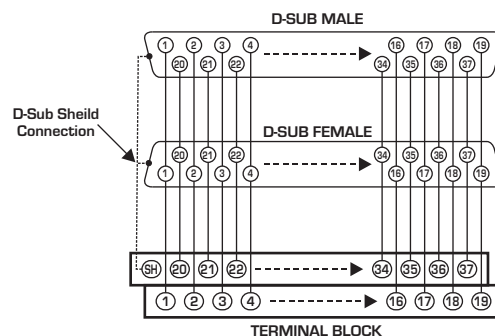 D-SUB MALE
1 2 3 4 16 17 18 19
20 21 22 34 35 36 37
D-Sub Sheild
Connection
D-SUB FEMALE
20 21 22 34 35 36 37
1 2 3 4 16 17 18 19
SH 20 21 22 34 35 36 37
1 2 3 4 16 17 18 19
TERMINAL BLOCK